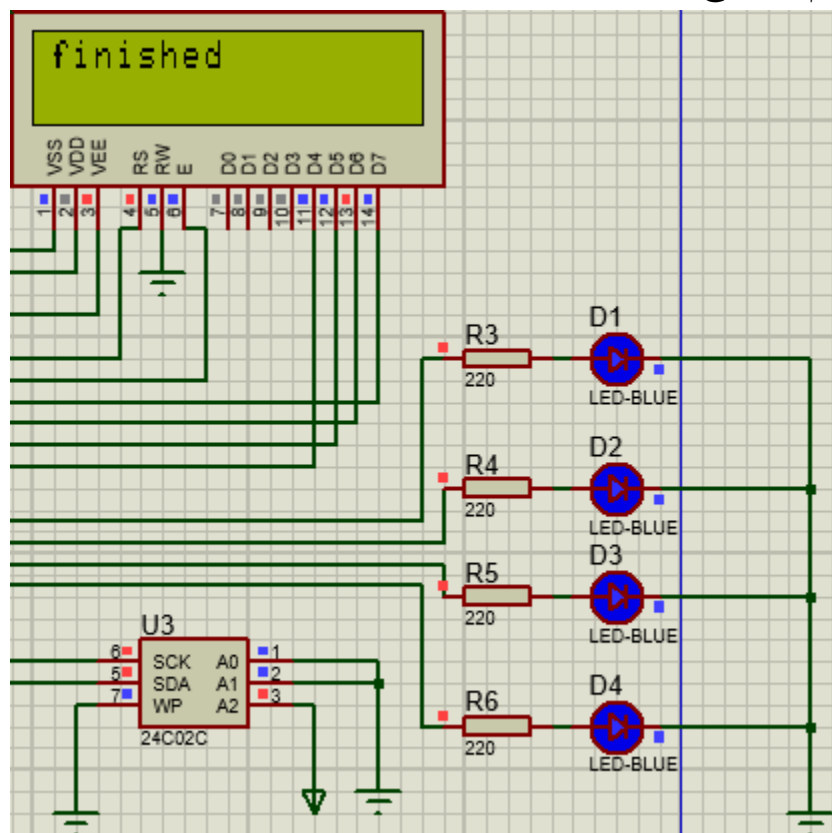 finished
VSS VDD VEE RS RW E D0 D1 D2 D3 D4 D5 D6 D7
1 2 3 4 5 6 7 8 9 10 11 12 13 14
R3
220
D1
LED-BLUE
R4
220
D2
LED-BLUE
R5
220
D3
LED-BLUE
R6
220
D4
LED-BLUE
U3
6 SCK A0 1
5 SDA A1 2
7 WP A2 3
24C02C